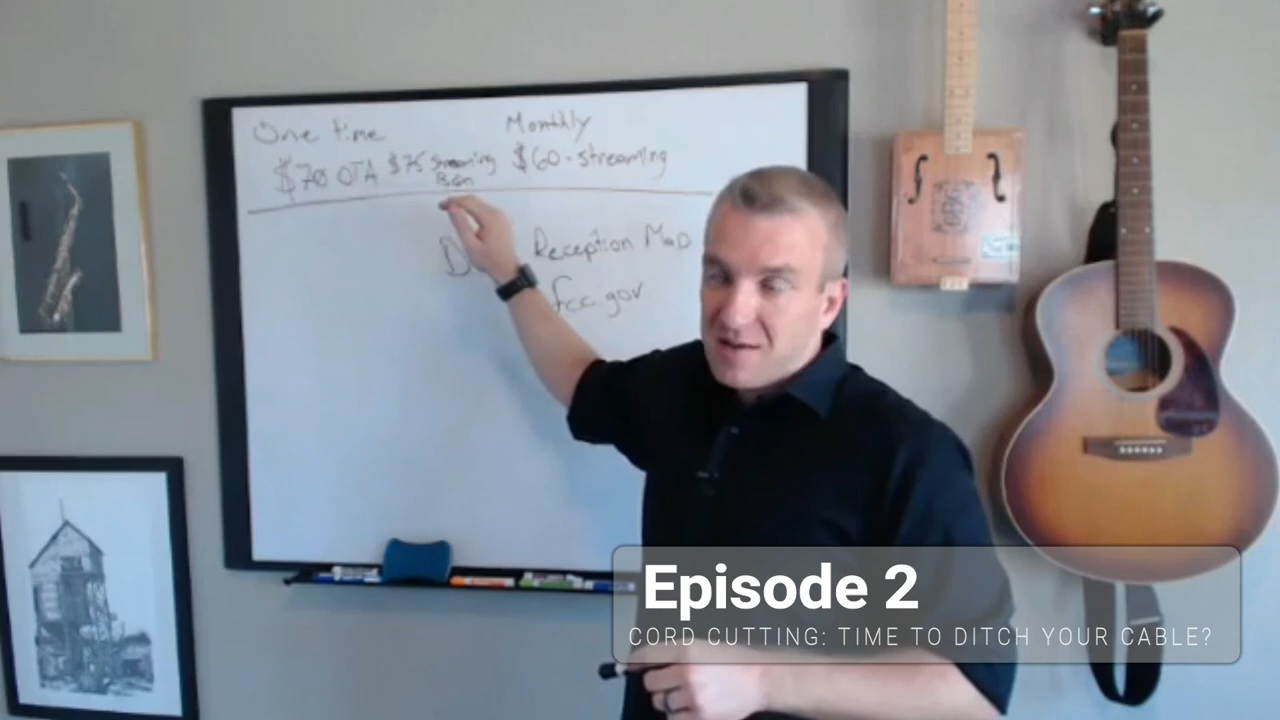 One time
Monthly
$70 OTA $75 Streaming Box
$60 - streaming
Reception Map
fcc.gov
Episode 2
CORD CUTTING: TIME TO DITCH YOUR CABLE?